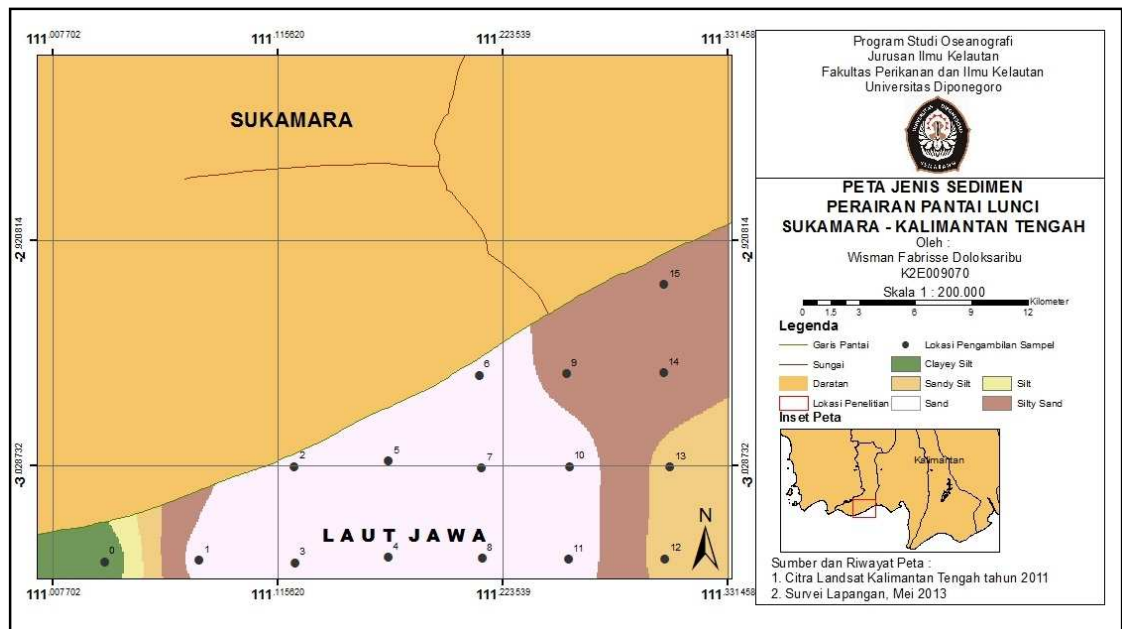 111.007702
111.115620
111.223539
111.331458
SUKAMARA
-2.920814
-2.920814
-3.028732
-3.028732
15
6
9
14
2
5
7
10
13
LAUT JAWA
N
0
1
3
4
8
11
12
111.007702
111.115620
111.223539
111.331458
Program Studi Oseanografi
Jurusan Ilmu Kelautan
Fakultas Perikanan dan Ilmu Kelautan
Universitas Diponegoro
PETA JENIS SEDIMEN
PERAIRAN PANTAI LUNCI
SUKAMARA - KALIMANTAN TENGAH
Oleh :
Wisman Fabrisse Doloksaribu
K2E009070
Skala 1 : 200.000
0 1.5 3 6 9 12 Kilometer
Legenda
Garis Pantai
Lokasi Pengambilan Sampel
Sungai
Clayey Silt
Daratan
Sandy Silt
Silt
Lokasi Penelitian
Sand
Silty Sand
Inset Peta
Kalimantan
Sumber dan Riwayat Peta :
1. Citra Landsat Kalimantan Tengah tahun 2011
2. Survei Lapangan, Mei 2013